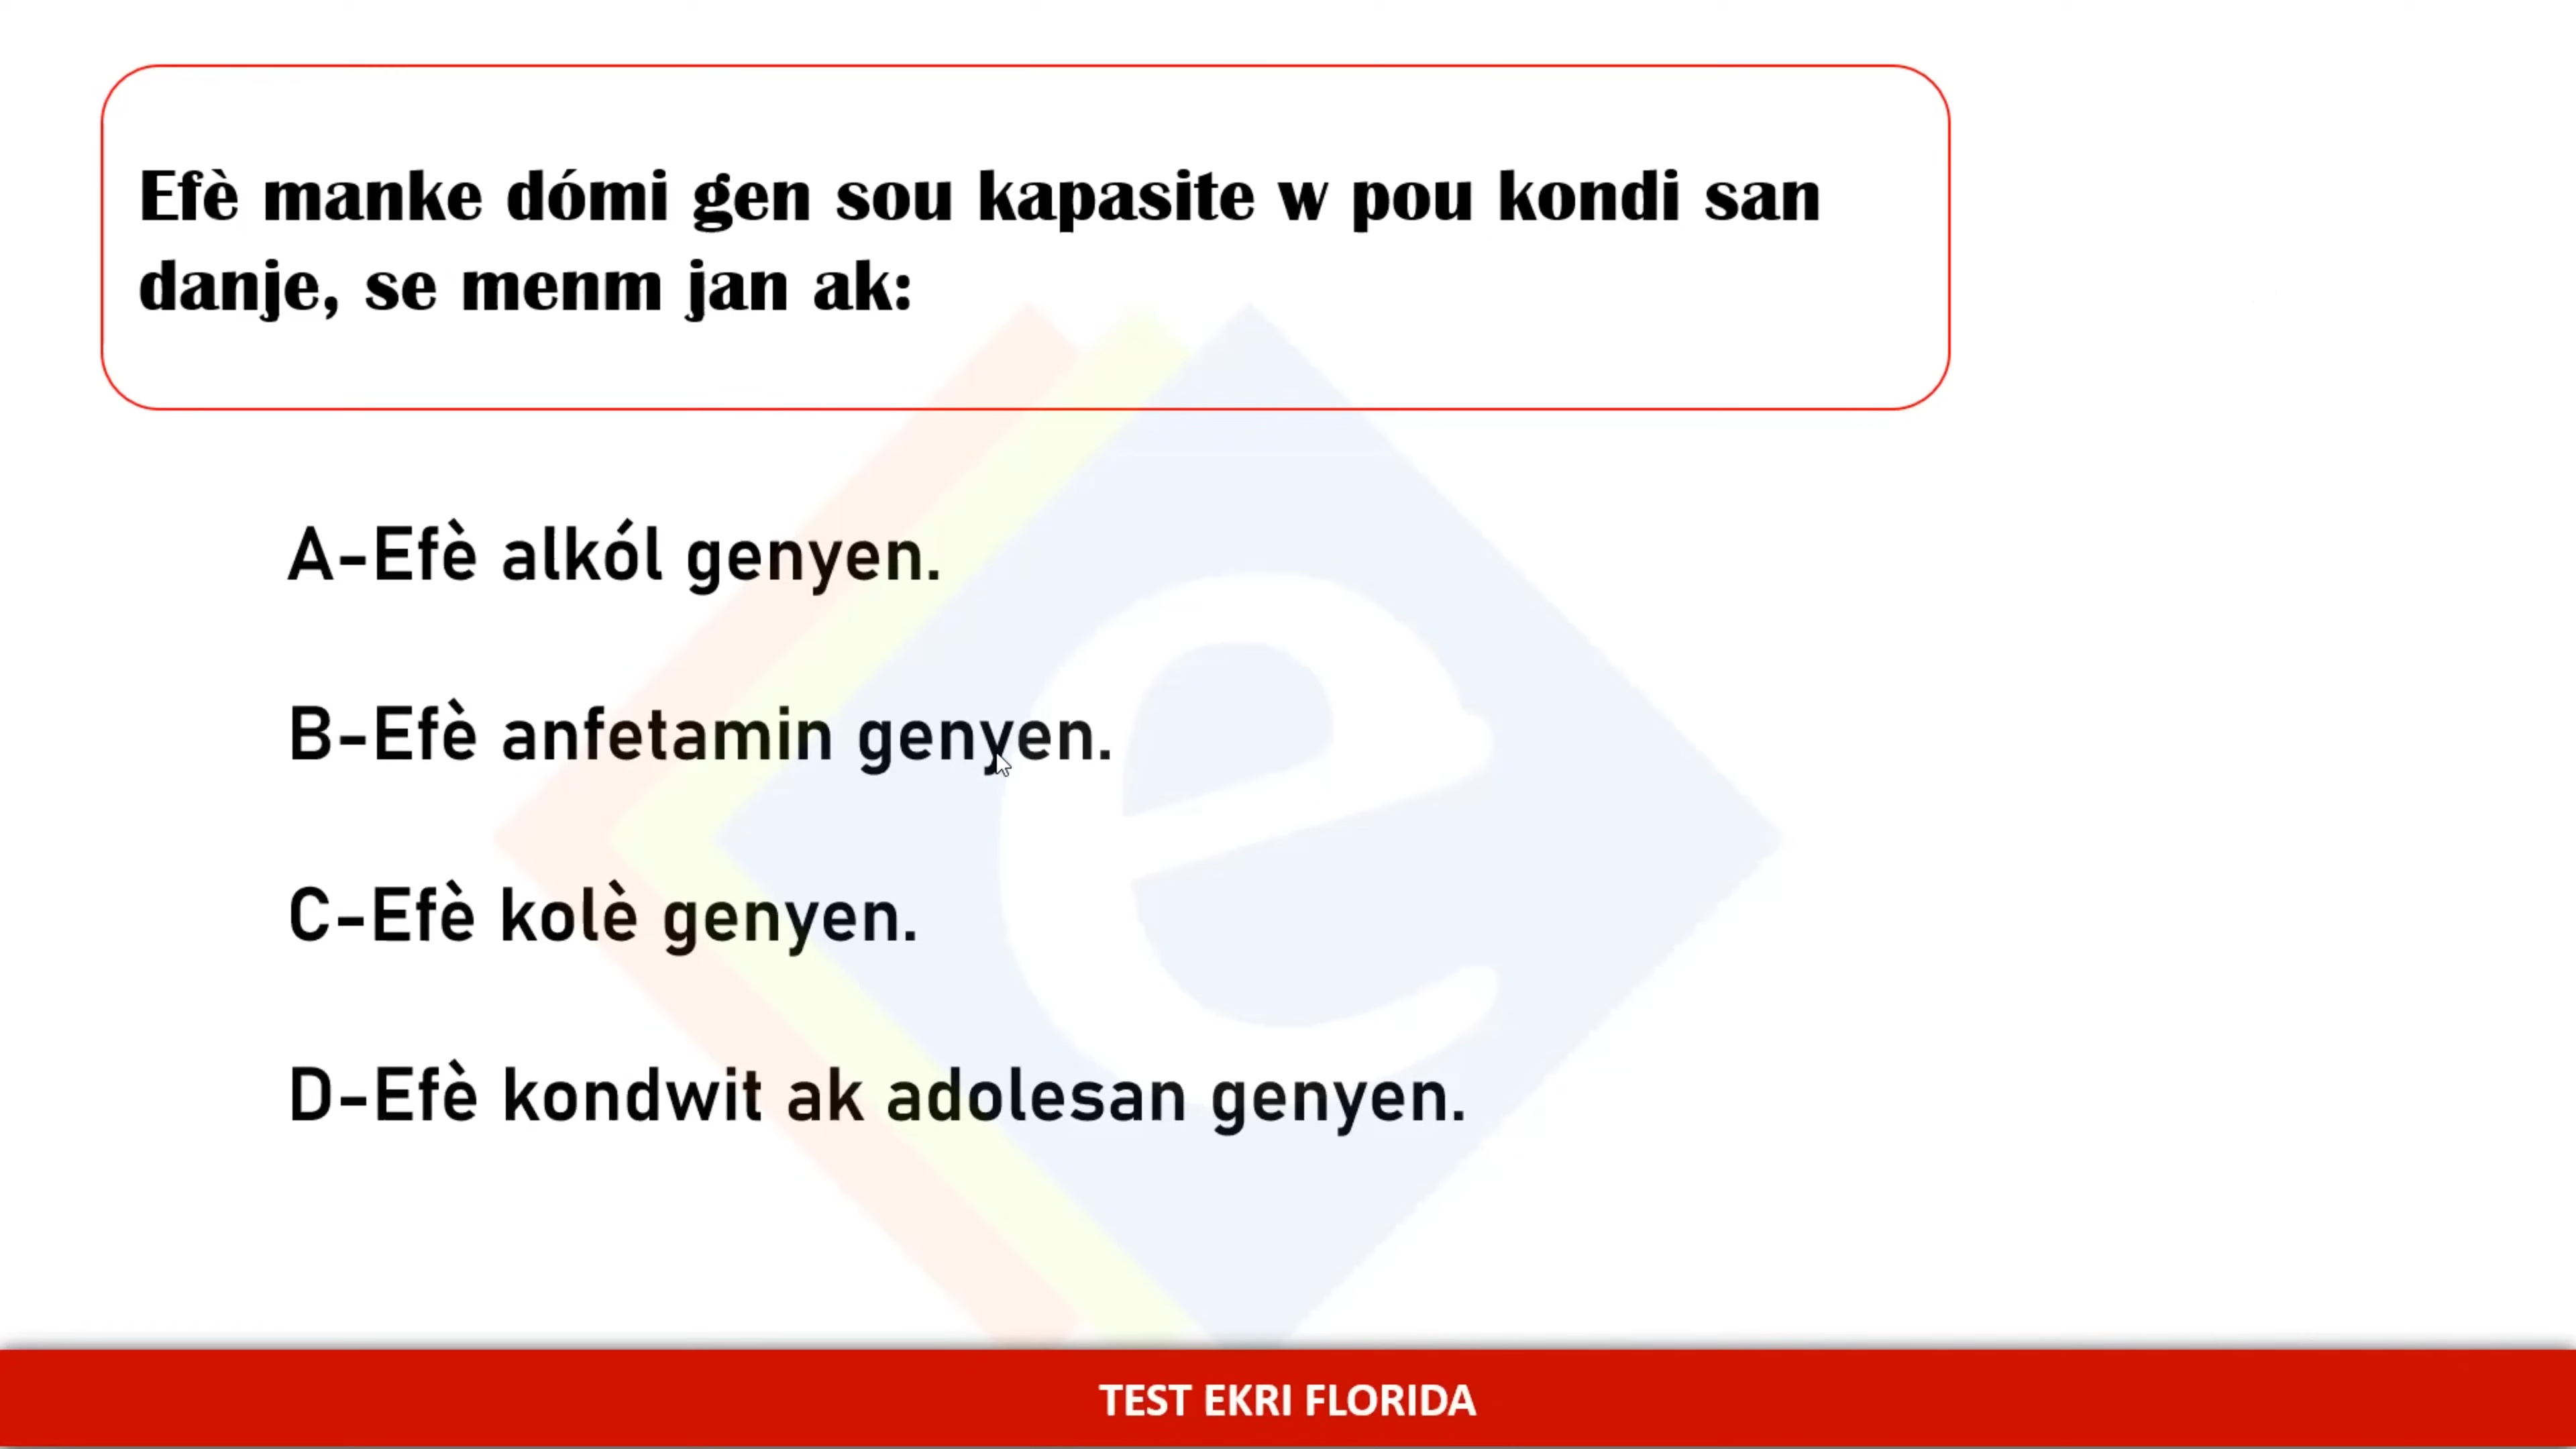 Efè manke dómi gen sou kapasite w pou kondi san
danje, se menm jan ak:
A-Efè alkól genyen.
B-Efè anfetamin genyen.
C-Efè kolè genyen.
D-Efè kondwit ak adolesan genyen.
TEST EKRI FLORIDA